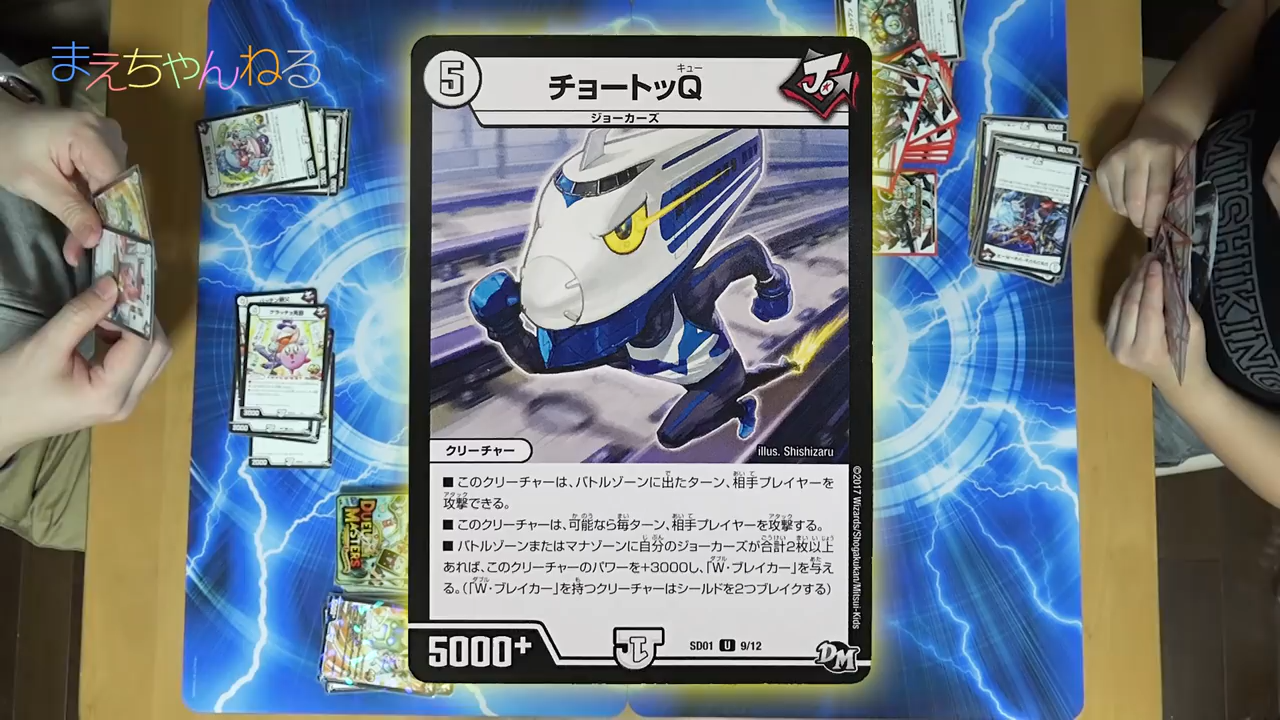 まえちゃんねる
5
チョートッQ
キュー
ジョーカーズ
クリーチャー
illus. Shishizaru
■このクリーチャーは、バトルゾーンに出たターン、相手プレイヤーを
攻撃できる。
■このクリーチャーは、可能なら毎ターン、相手プレイヤーを攻撃する。
■バトルゾーンまたはマナゾーンに自分のジョーカーズが合計2枚以上
あれば、このクリーチャーのパワーを+3000し、「W・ブレイカー」を与え
る。(「W・ブレイカー」を持つクリーチャーはシールドを2つブレイクする)
5000+
SD01 U 9/12
DM
©2017 Wizards/Shogakukan/Mitsui-Kids
DUEL
MASTERS
MUSHIKING